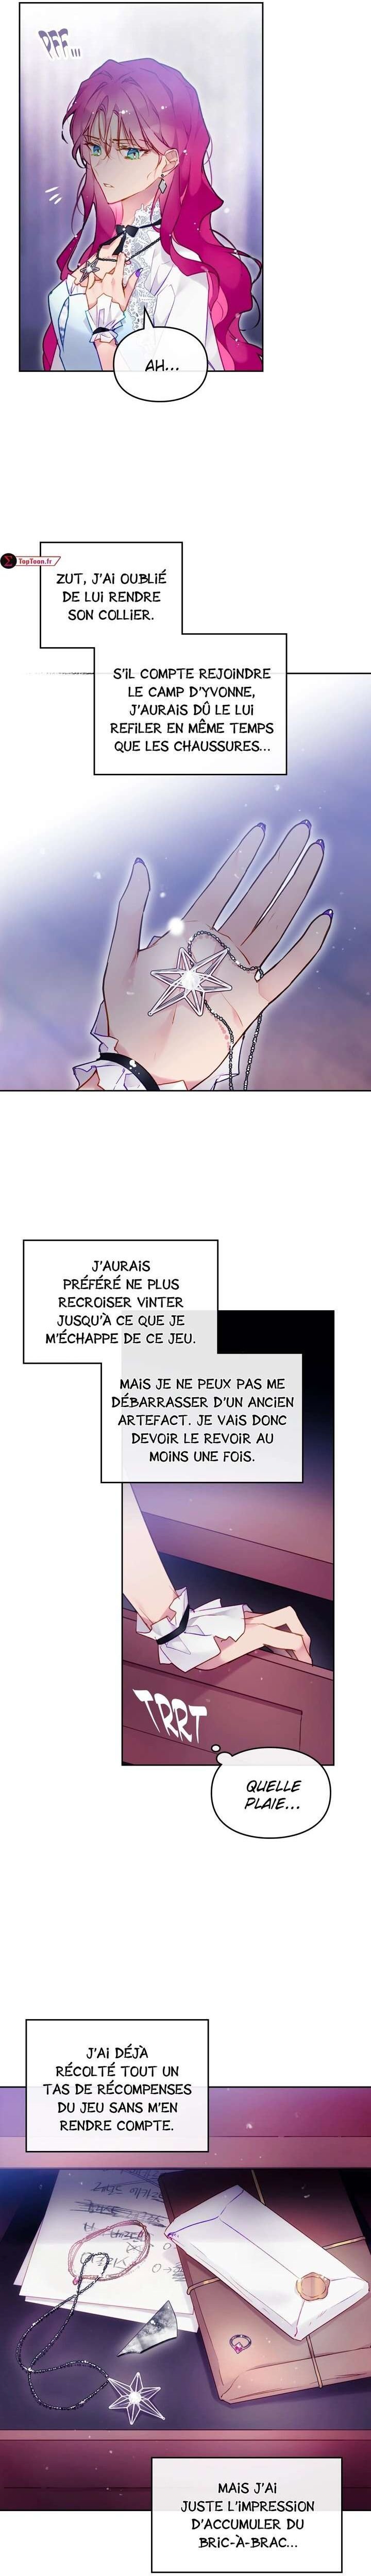 PFF...
AH...
TopToon.fr
ZUT, J'AI OUBLIÉ
DE LUI RENDRE
SON COLLIER.
S'IL COMPTE REJOINDRE
LE CAMP D'YVONNE,
J'AURAIS DÛ LE LUI
REFILER EN MÊME TEMPS
QUE LES CHAUSSURES...
J'AURAIS
PRÉFÉRÉ NE PLUS
RECROISER VINTER
JUSQU'À CE QUE JE
M'ÉCHAPPE DE CE JEU.
MAIS JE NE PEUX PAS ME
DÉBARRASSER D'UN ANCIEN
ARTEFACT. JE VAIS DONC
DEVOIR LE REVOIR AU
MOINS UNE FOIS.
TRRT
QUELLE
PLAIE...
J'AI DÉJÀ
RÉCOLTÉ TOUT UN
TAS DE RÉCOMPENSES
DU JEU SANS M'EN
RENDRE COMPTE.
MAIS J'AI
JUSTE L'IMPRESSION
D'ACCUMULER DU
BRIC-À-BRAC...